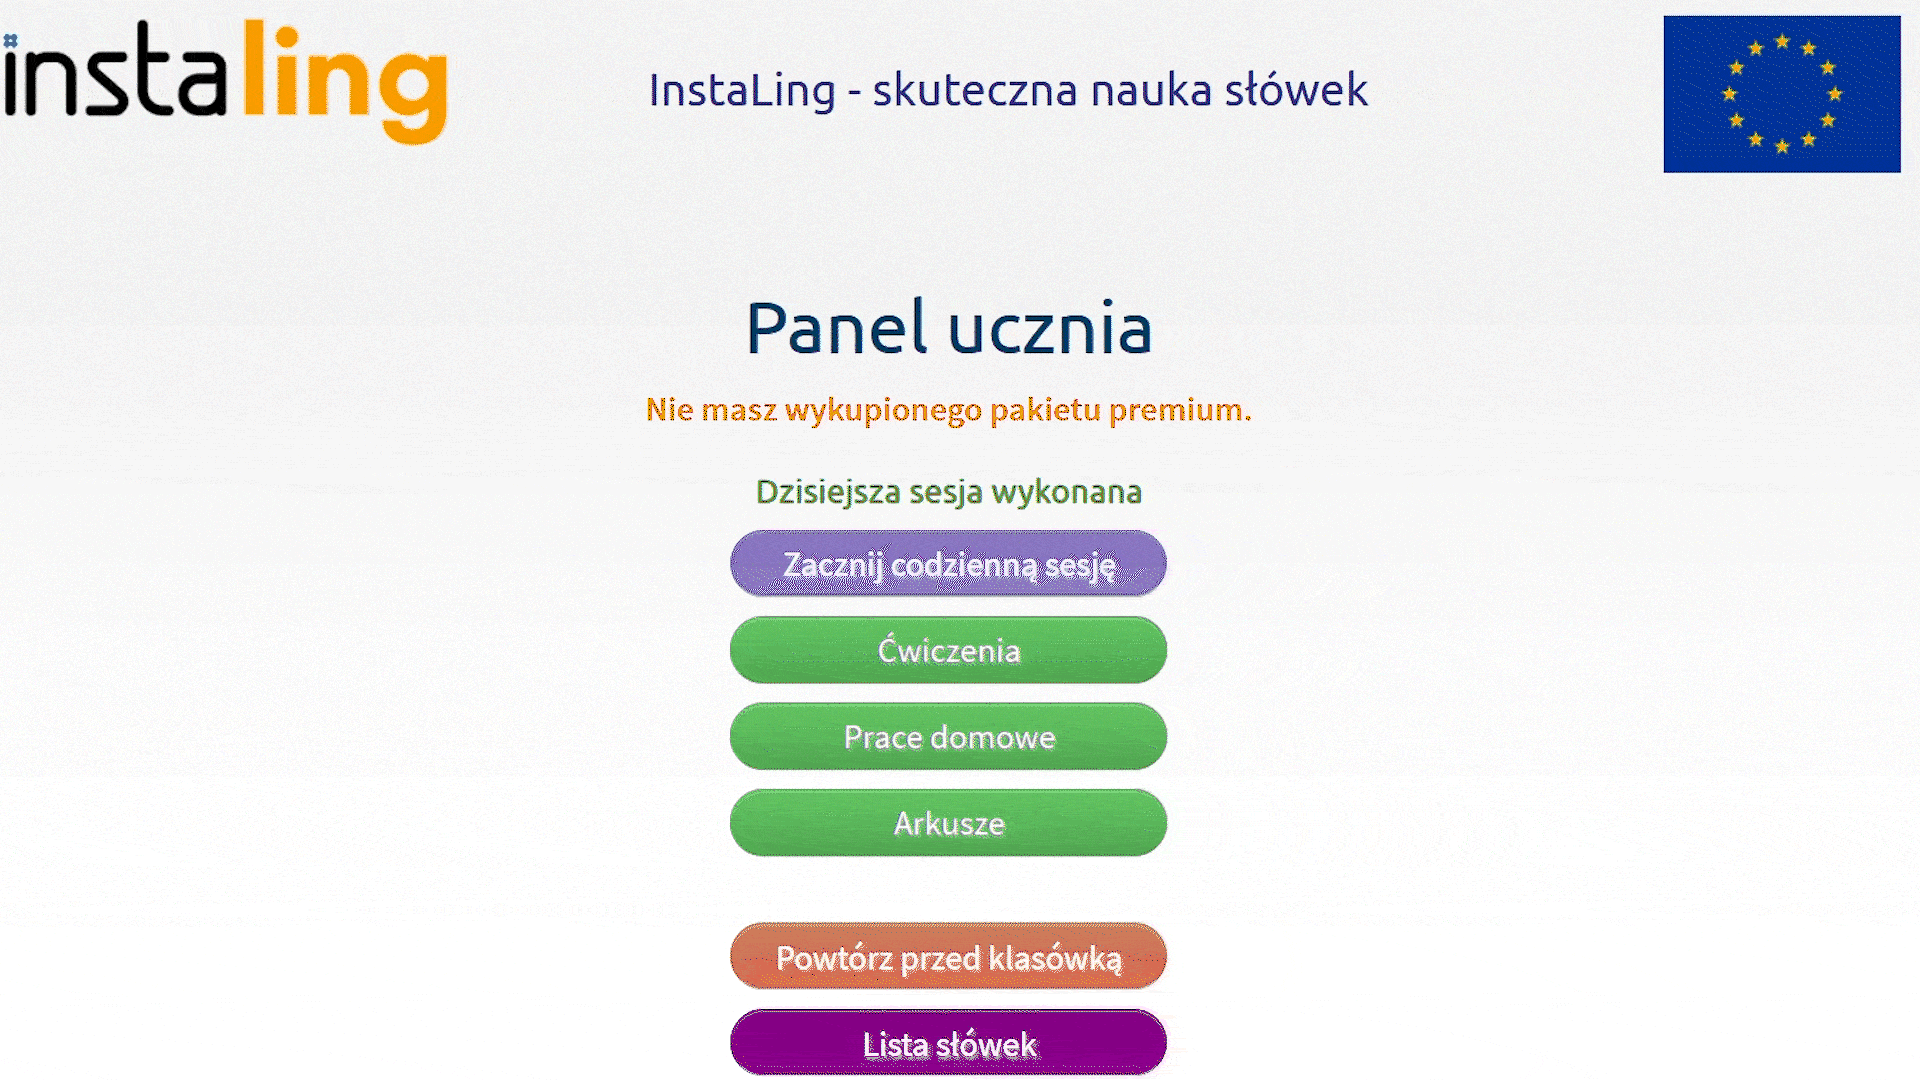 instaling
InstaLing - skuteczna nauka słówek
Panel ucznia
Nie masz wykupionego pakietu premium.
Dzisiejsza sesja wykonana
Zacznij codzienną sesję
Ćwiczenia
Prace domowe
Arkusze
Powtórz przed klasówką
Lista słówek